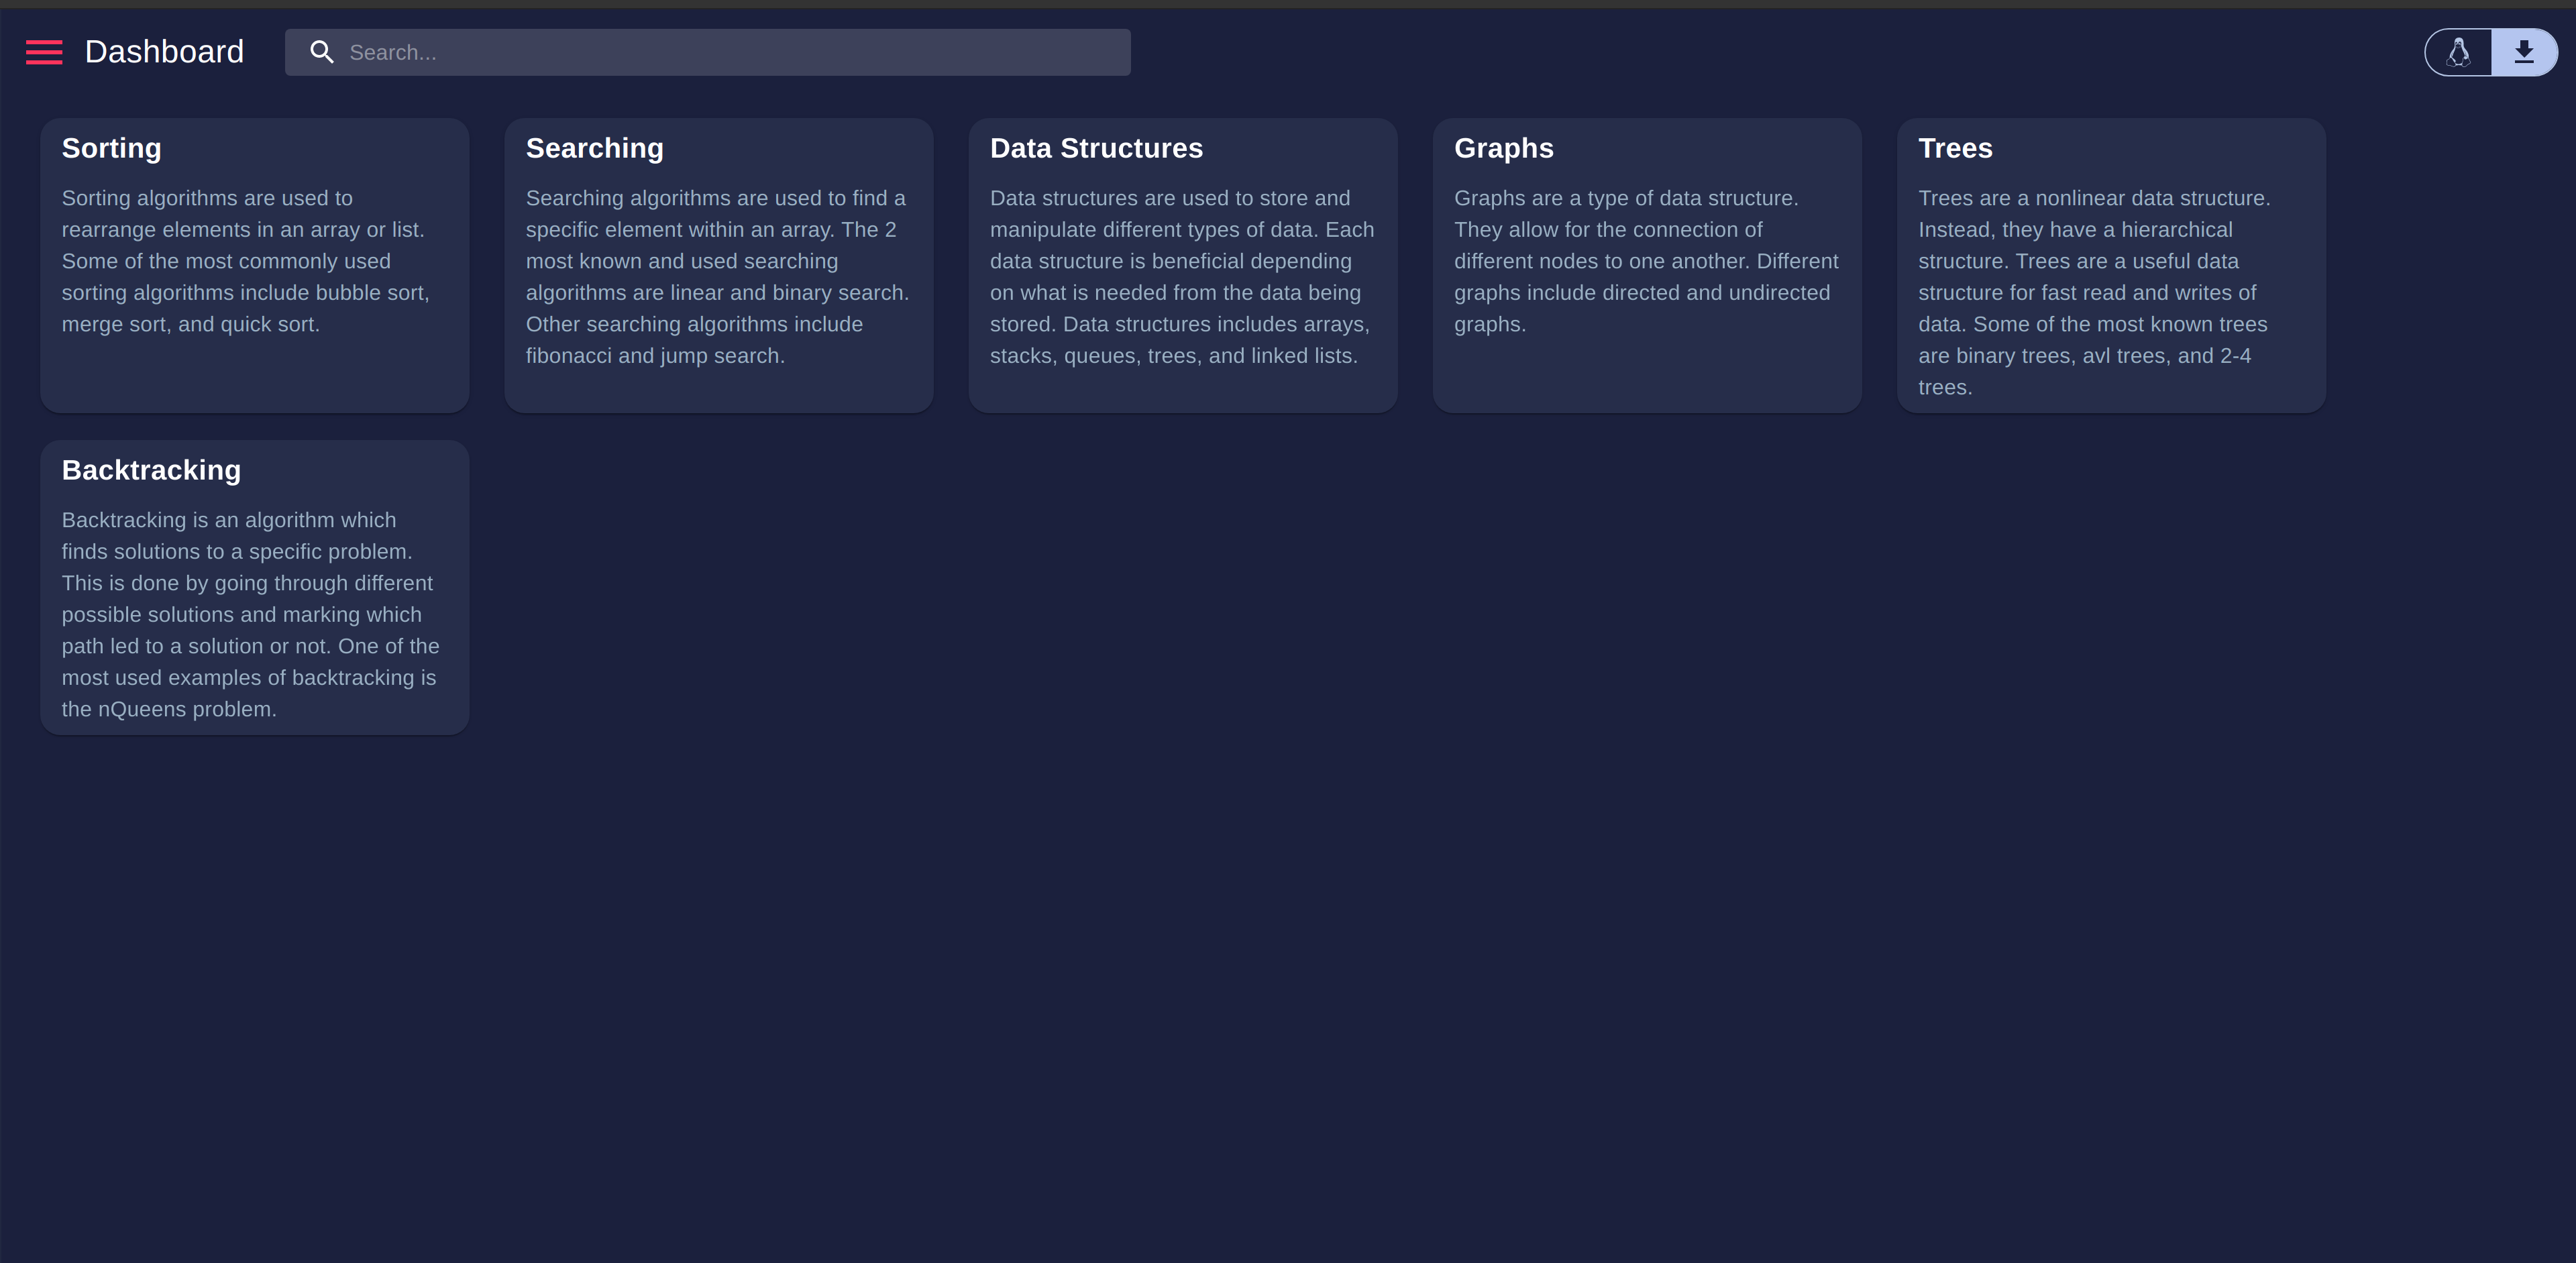 Dashboard
Search...
Sorting
Sorting algorithms are used to
rearrange elements in an array or list.
Some of the most commonly used
sorting algorithms include bubble sort,
merge sort, and quick sort.
Searching
Searching algorithms are used to find a
specific element within an array. The 2
most known and used searching
algorithms are linear and binary search.
Other searching algorithms include
fibonacci and jump search.
Data Structures
Data structures are used to store and
manipulate different types of data. Each
data structure is beneficial depending
on what is needed from the data being
stored. Data structures includes arrays,
stacks, queues, trees, and linked lists.
Graphs
Graphs are a type of data structure.
They allow for the connection of
different nodes to one another. Different
graphs include directed and undirected
graphs.
Trees
Trees are a nonlinear data structure.
Instead, they have a hierarchical
structure. Trees are a useful data
structure for fast read and writes of
data. Some of the most known trees
are binary trees, avl trees, and 2-4
trees.
Backtracking
Backtracking is an algorithm which
finds solutions to a specific problem.
This is done by going through different
possible solutions and marking which
path led to a solution or not. One of the
most used examples of backtracking is
the nQueens problem.